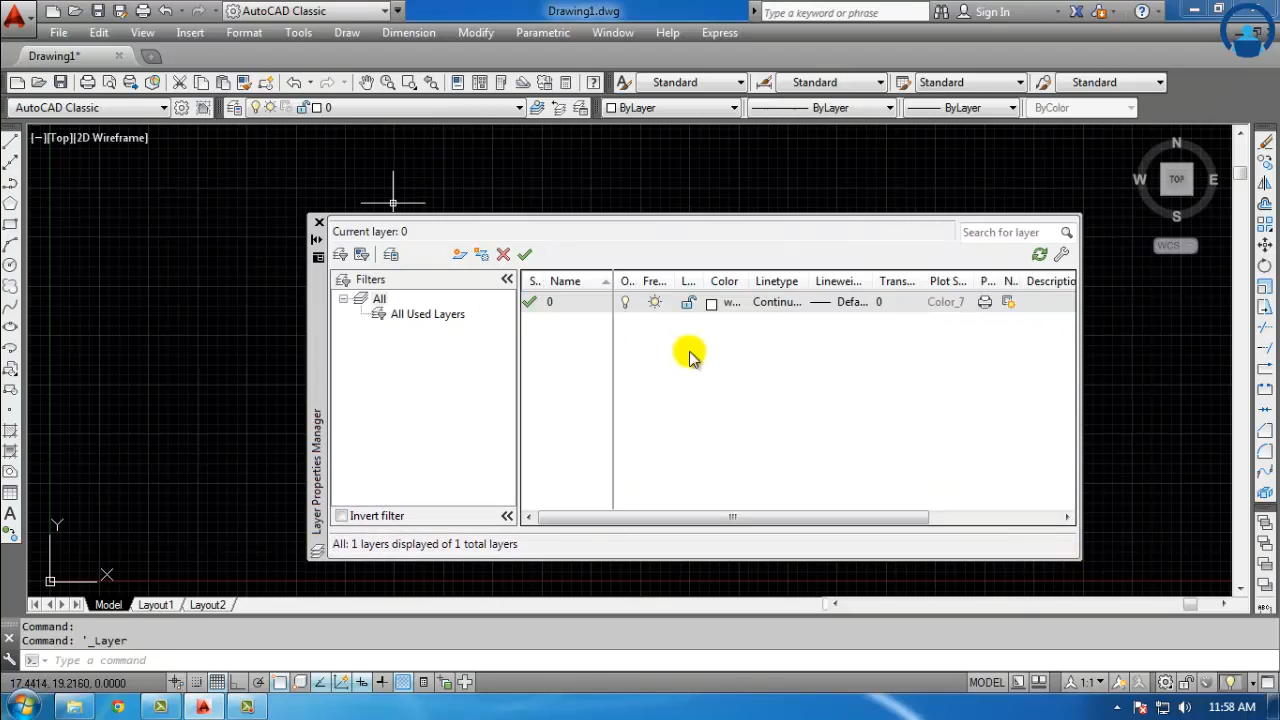 AutoCAD Classic Drawing1.dwg Type a keyword or phrase Sign In
File Edit View Insert Format Tools Draw Dimension Modify Parametric Window Help Express
Drawing1*
Standard Standard Standard Standard
AutoCAD Classic 0 ByLayer ByLayer ByLayer ByColor
[−][Top][2D Wireframe]
N
W TOP E
S
WCS
Current layer: 0 Search for layer
Filters S.. Name O.. Fre... L... Color Linetype Linewei... Trans... Plot S... P... N.. Descriptio
All 0 w... Continu... Defa... 0 Color_7
All Used Layers
Layer Properties Manager
Invert filter
All: 1 layers displayed of 1 total layers
Y
X
Model Layout1 Layout2
Command:
Command: '_Layer
Type a command
17.4414, 19.2160, 0.0000 MODEL 1:1
11:58 AM